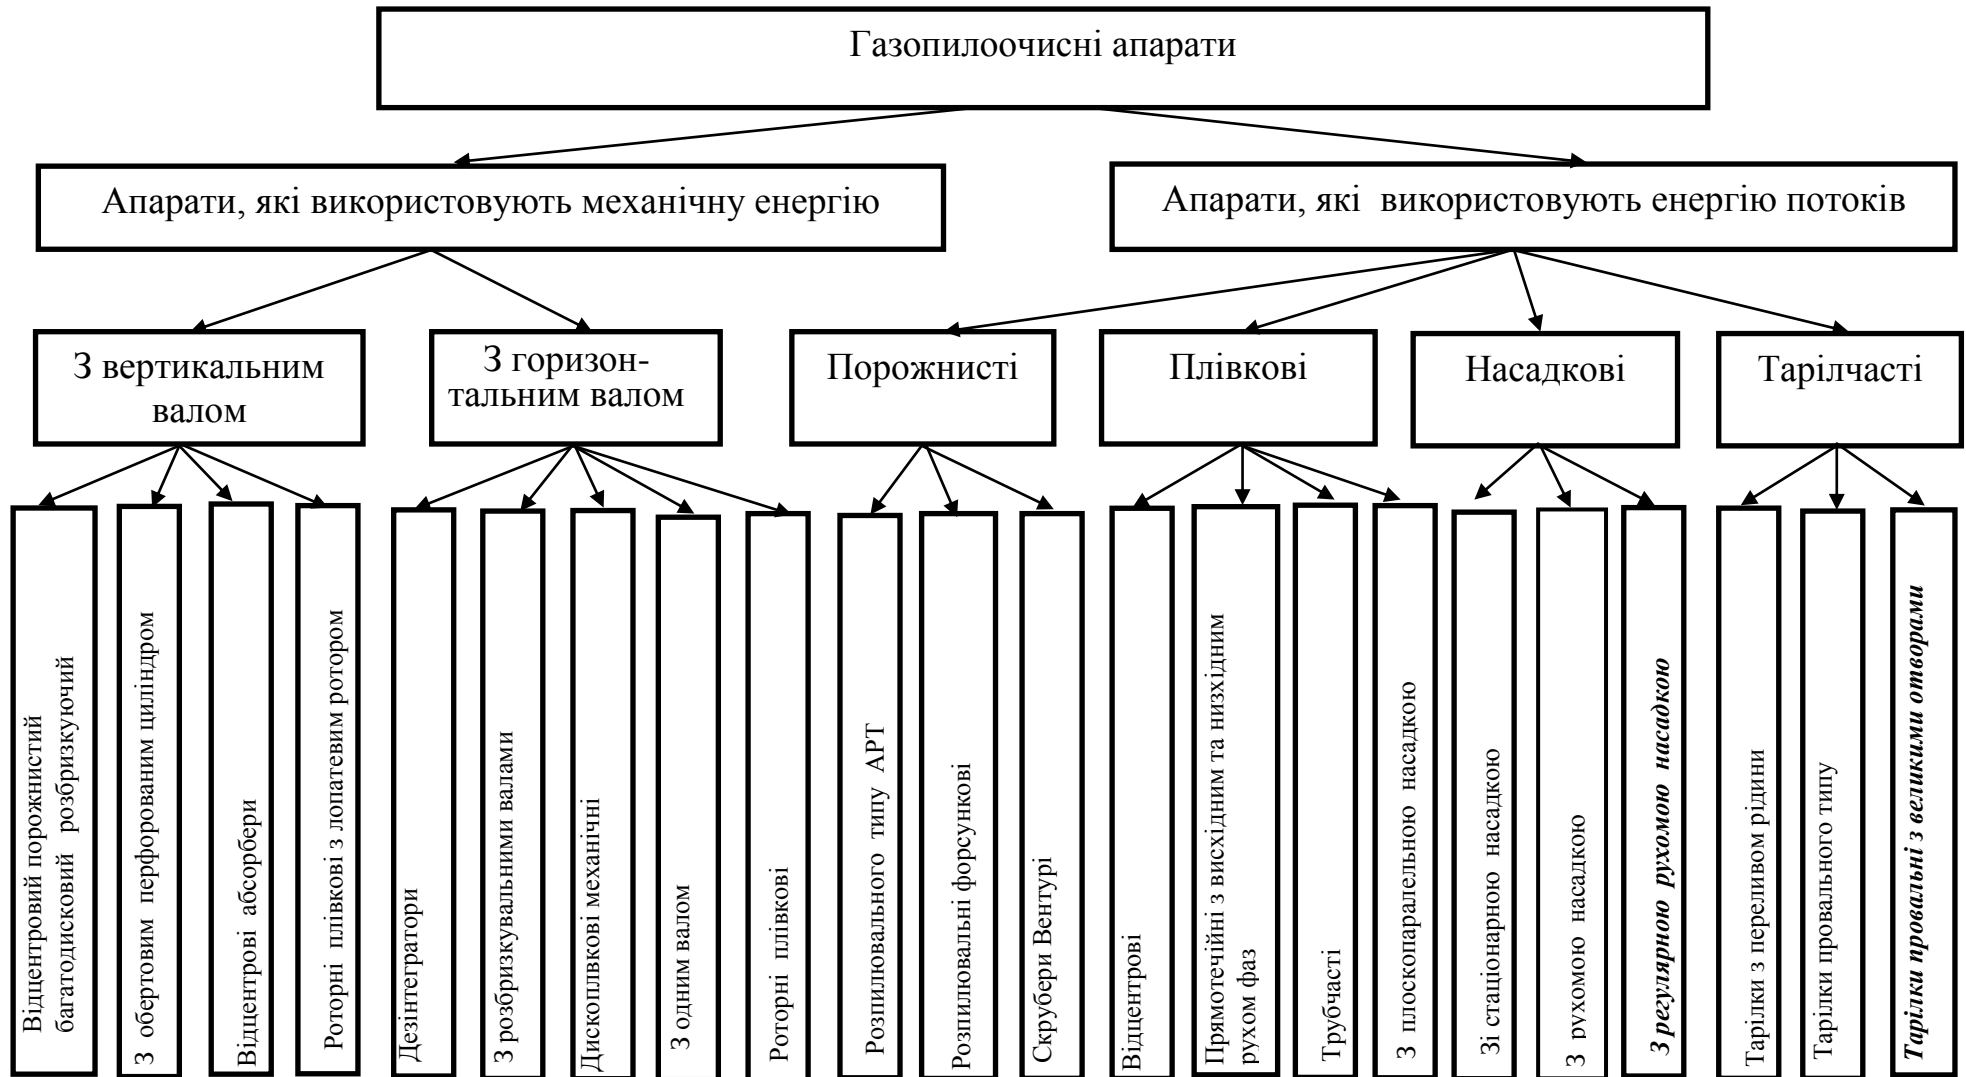 Газопилоочисні апарати
Апарати, які використовують механічну енергію
Апарати, які використовують енергію потоків
З вертикальним
валом
З горизон-
тальним валом
Порожнисті
Плівкові
Насадкові
Тарілчасті
Відцентровий порожнистий
багатодисковий розбризкуючий
З обертовим перфорованим циліндром
Відцентрові абсорбери
Роторні плівкові з лопатевим ротором
Дезінтегратори
З розбризкувальними валами
Дископлвкові механічні
З одним валом
Роторні плівкові
Розпилювального типу АРТ
Розпилювальні форсункові
Скрубери Вентурі
Відцентрові
Прямотечійні з висхідним та низхідним
рухом фаз
Трубчасті
З плоскопаралельною насадкою
Зі стаціонарною насадкою
З рухомою насадкою
З регулярною рухомою насадкою
Тарілки з переливом рідини
Тарілки провального типу
Тарілки провальні з великими отворами